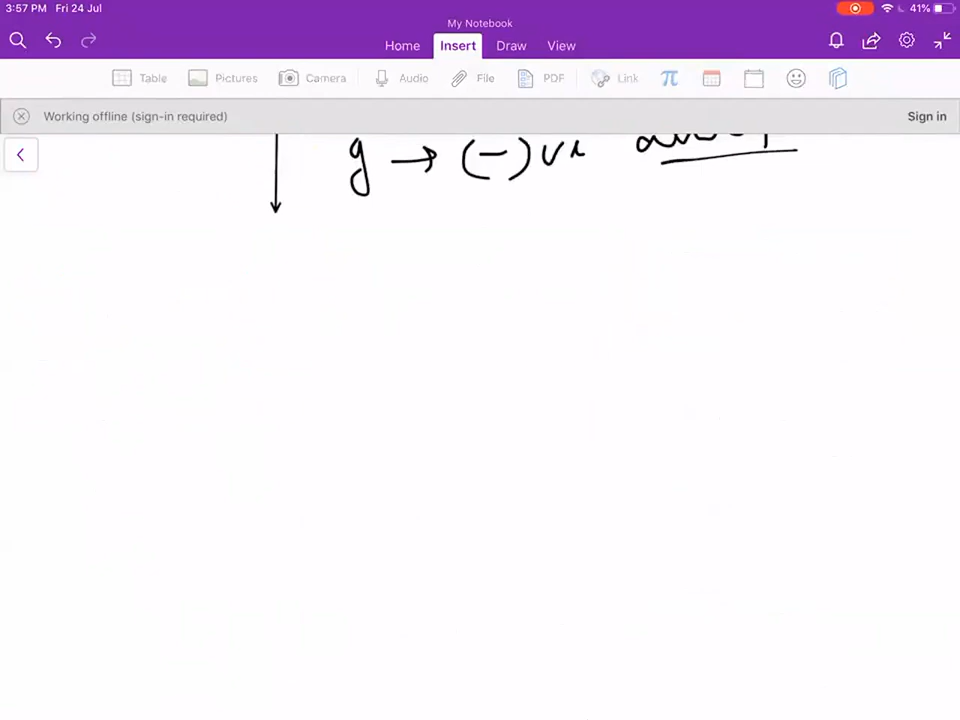 3:57 PM Fri 24 Jul 41%
My Notebook
Home Insert Draw View
Table Pictures Camera Audio File PDF Link π
Working offline (sign-in required) Sign in
g → (-)ve